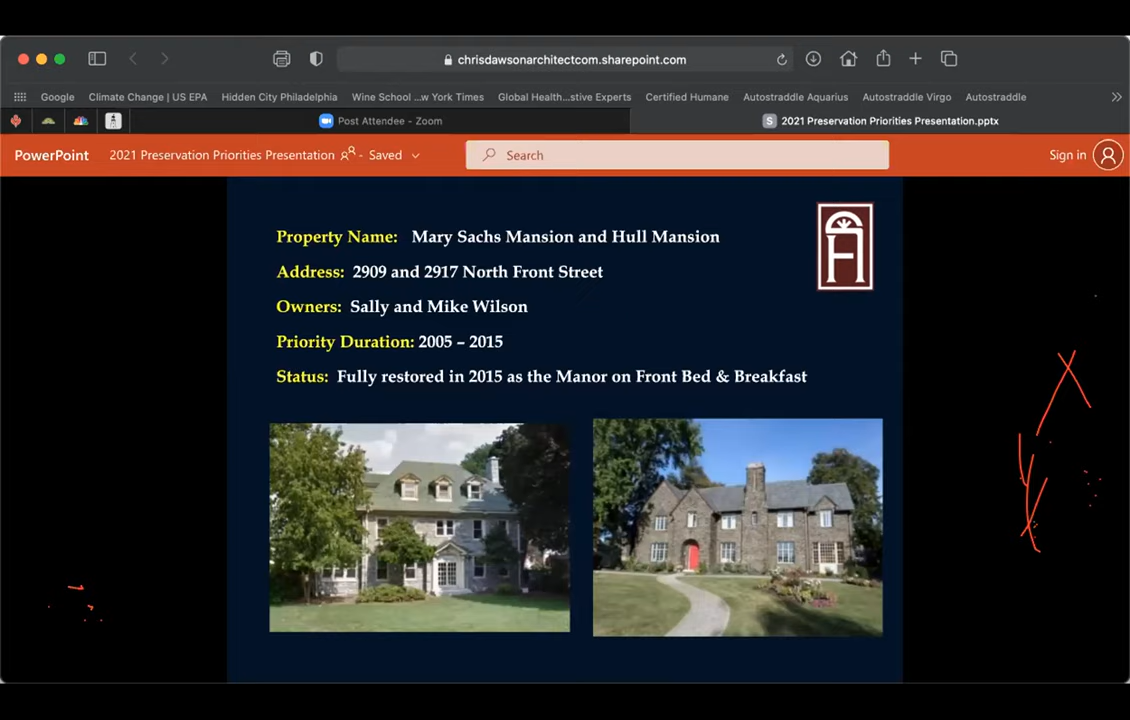 chrisdawsonarchitectcom.sharepoint.com
Google Climate Change | US EPA Hidden City Philadelphia Wine School ...w York Times Global Health...stive Experts Certified Humane Autostraddle Aquarius Autostraddle Virgo Autostraddle
Post Attendee - Zoom S 2021 Preservation Priorities Presentation.pptx
PowerPoint 2021 Preservation Priorities Presentation - Saved Search Sign in
Property Name: Mary Sachs Mansion and Hull Mansion
Address: 2909 and 2917 North Front Street
Owners: Sally and Mike Wilson
Priority Duration: 2005 – 2015
Status: Fully restored in 2015 as the Manor on Front Bed & Breakfast